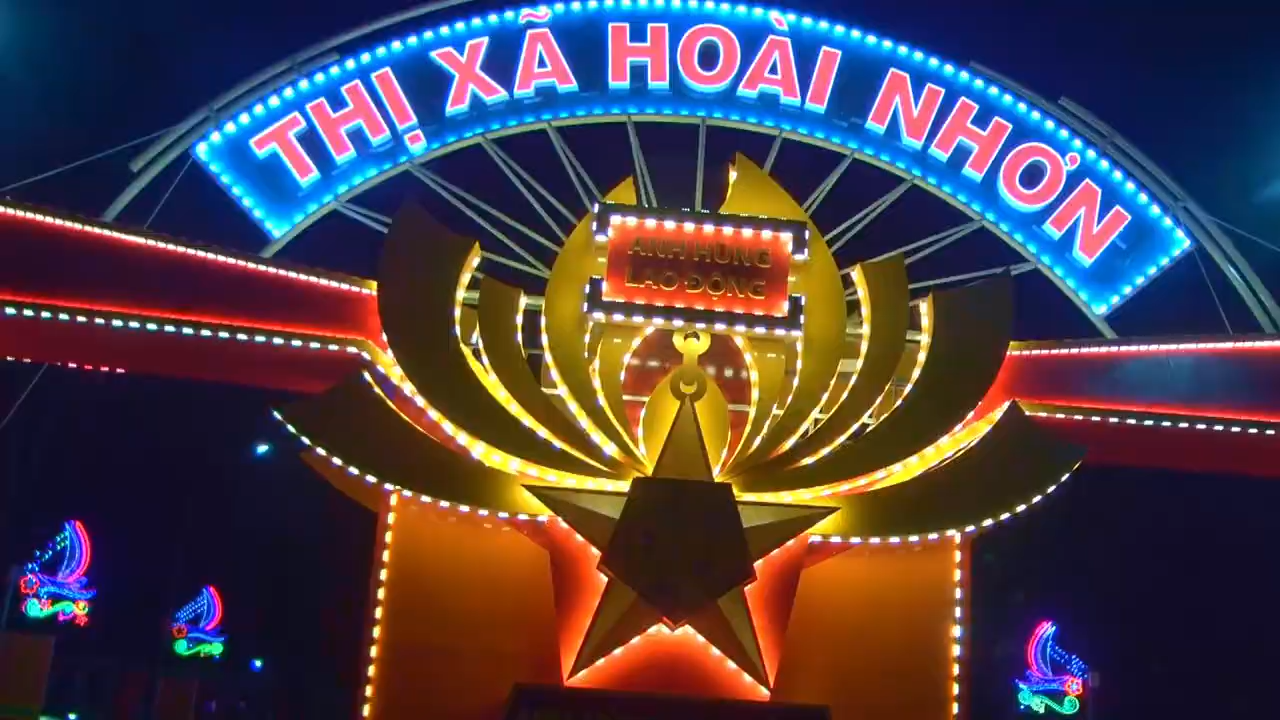 THỊ XÃ HOÀI NHƠN
ANH HÙNG
LAO ĐỘNG